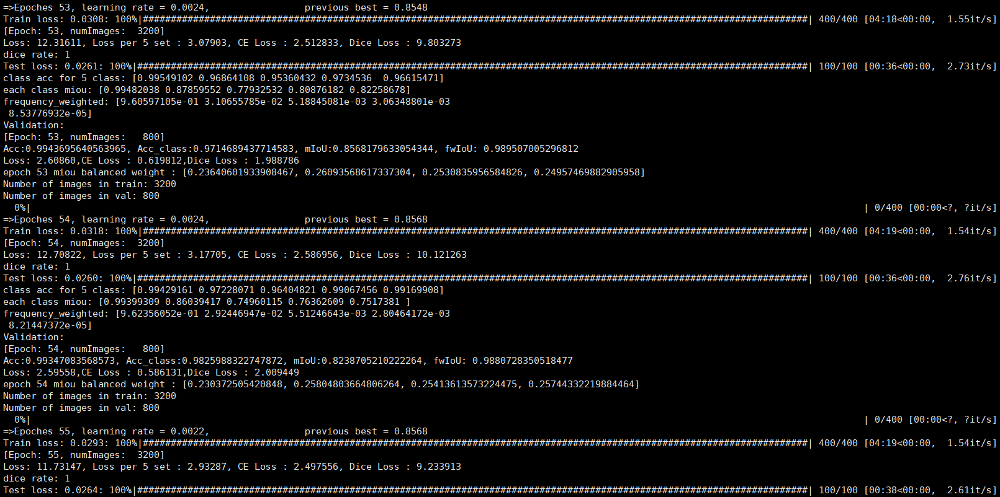 =>Epoches 53, learning rate = 0.0024,                 previous best = 0.8548
Train loss: 0.0308: 100%|#######################################################################################################################| 400/400 [04:18<00:00,  1.55it/s]
[Epoch: 53, numImages:  3200]
Loss: 12.31611, Loss per 5 set : 3.07903, CE Loss : 2.512833, Dice Loss : 9.803273
dice rate: 1
Test loss: 0.0261: 100%|########################################################################################################################| 100/100 [00:36<00:00,  2.73it/s]
class acc for 5 class: [0.99549102 0.96864108 0.95360432 0.9734536  0.96615471]
each class miou: [0.99482038 0.87859552 0.77932532 0.80876182 0.82258678]
frequency_weighted: [9.60597105e-01 3.10655785e-02 5.18845081e-03 3.06348801e-03
 8.53776932e-05]
Validation:
[Epoch: 53, numImages:   800]
Acc:0.9943695640563965, Acc_class:0.9714689437714583, mIoU:0.8568179633054344, fwIoU: 0.989507005296812
Loss: 2.60860,CE Loss : 0.619812,Dice Loss : 1.988786
epoch 53 miou balanced weight : [0.23640601933908467, 0.26093568617337304, 0.2530835956584826, 0.24957469882905958]
Number of images in train: 3200
Number of images in val: 800
  0%|                                                                                                                                                     | 0/400 [00:00<?, ?it/s]
=>Epoches 54, learning rate = 0.0024,                 previous best = 0.8568
Train loss: 0.0318: 100%|#######################################################################################################################| 400/400 [04:19<00:00,  1.54it/s]
[Epoch: 54, numImages:  3200]
Loss: 12.70822, Loss per 5 set : 3.17705, CE Loss : 2.586956, Dice Loss : 10.121263
dice rate: 1
Test loss: 0.0260: 100%|########################################################################################################################| 100/100 [00:36<00:00,  2.76it/s]
class acc for 5 class: [0.99429161 0.97228071 0.96404821 0.99067456 0.99169908]
each class miou: [0.99399309 0.86039417 0.74960115 0.76362609 0.7517381 ]
frequency_weighted: [9.62356052e-01 2.92446947e-02 5.51246643e-03 2.80464172e-03
 8.21447372e-05]
Validation:
[Epoch: 54, numImages:   800]
Acc:0.99347083568573, Acc_class:0.9825988322747872, mIoU:0.8238705210222264, fwIoU: 0.9880728350518477
Loss: 2.59558,CE Loss : 0.586131,Dice Loss : 2.009449
epoch 54 miou balanced weight : [0.230372505420848, 0.25804803664806264, 0.25413613573224475, 0.25744332219884464]
Number of images in train: 3200
Number of images in val: 800
  0%|                                                                                                                                                     | 0/400 [00:00<?, ?it/s]
=>Epoches 55, learning rate = 0.0022,                 previous best = 0.8568
Train loss: 0.0293: 100%|#######################################################################################################################| 400/400 [04:19<00:00,  1.54it/s]
[Epoch: 55, numImages:  3200]
Loss: 11.73147, Loss per 5 set : 2.93287, CE Loss : 2.497556, Dice Loss : 9.233913
dice rate: 1
Test loss: 0.0264: 100%|########################################################################################################################| 100/100 [00:38<00:00,  2.61it/s]